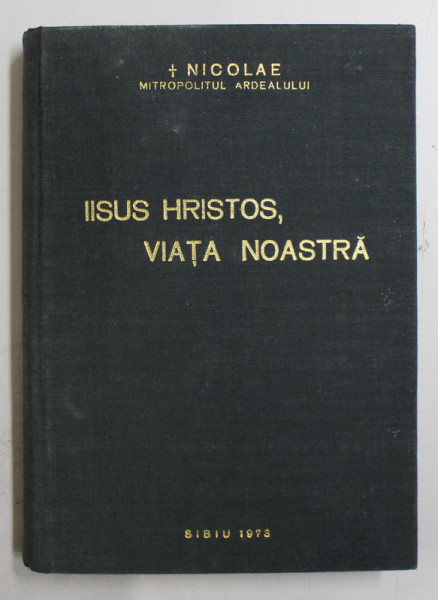 † NICOLAE
MITROPOLITUL ARDEALULUI
IISUS HRISTOS,
VIAȚA NOASTRĂ
SIBIU 1973